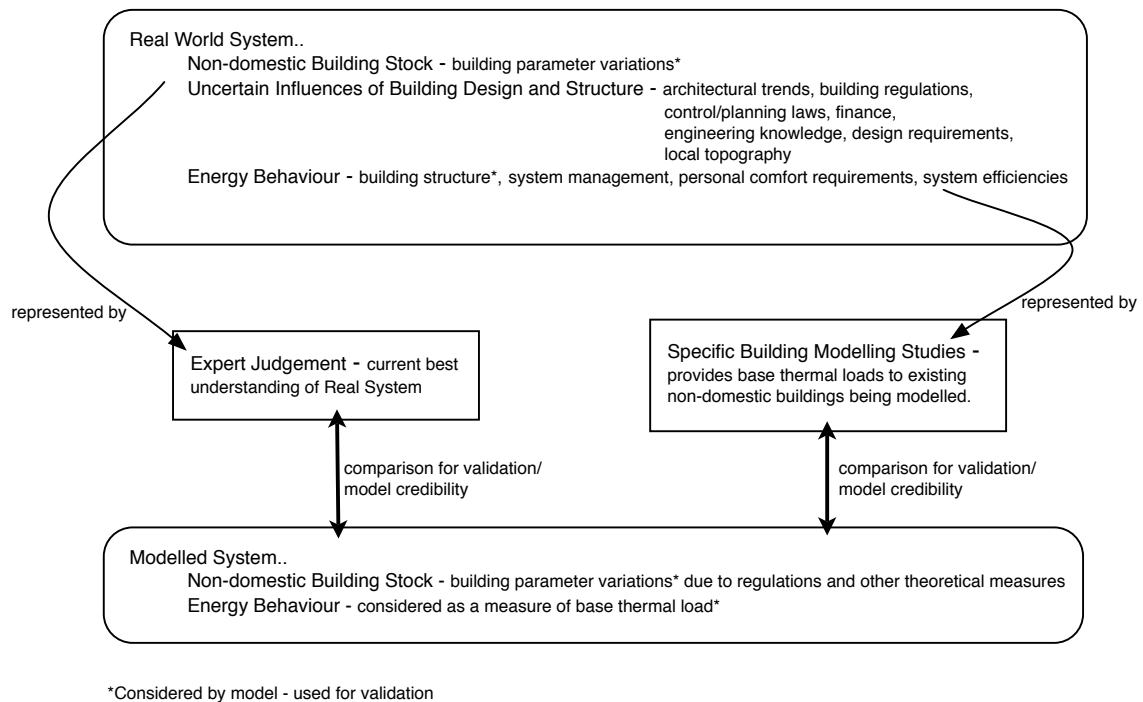 Real World System..
Non-domestic Building Stock - building parameter variations*
Uncertain Influences of Building Design and Structure - architectural trends, building regulations,
control/planning laws, finance,
engineering knowledge, design requirements,
local topography
Energy Behaviour - building structure*, system management, personal comfort requirements, system efficiencies
represented by
represented by
Expert Judgement - current best
understanding of Real System
Specific Building Modelling Studies -
provides base thermal loads to existing
non-domestic buildings being modelled.
comparison for validation/
model credibility
comparison for validation/
model credibility
Modelled System..
Non-domestic Building Stock - building parameter variations* due to regulations and other theoretical measures
Energy Behaviour - considered as a measure of base thermal load*
*Considered by model - used for validation